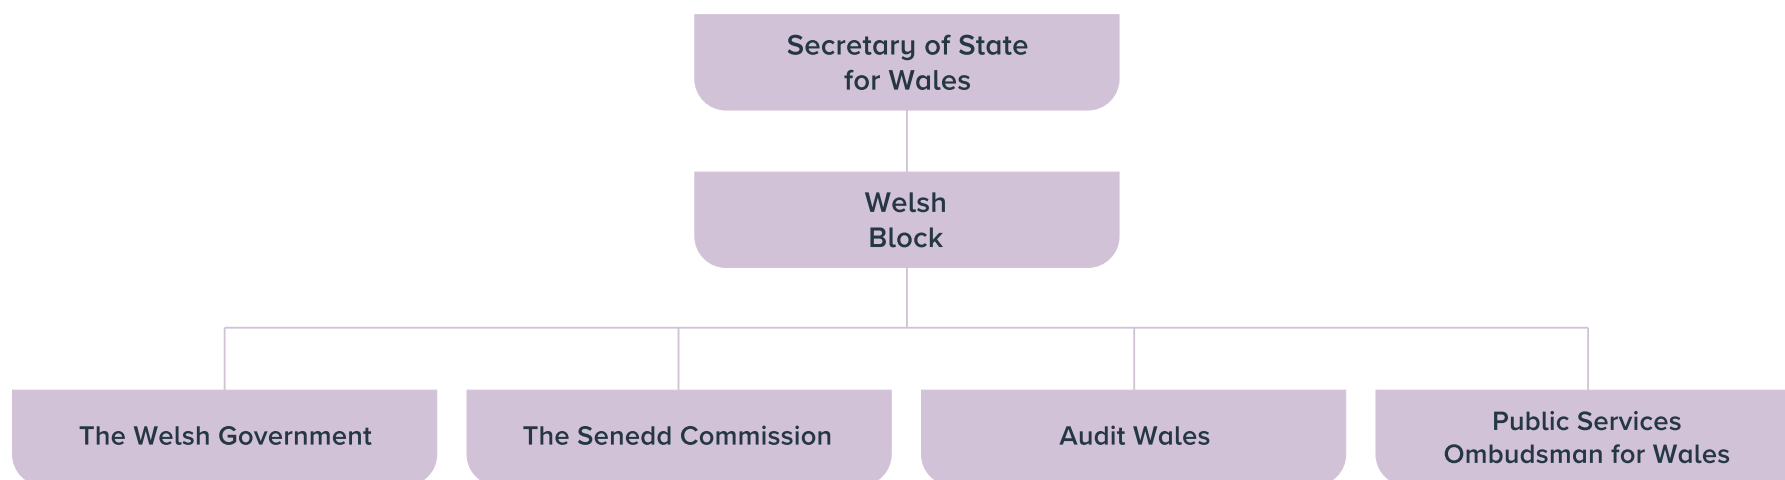 Secretary of State
for Wales
Welsh
Block
The Welsh Government
The Senedd Commission
Audit Wales
Public Services
Ombudsman for Wales